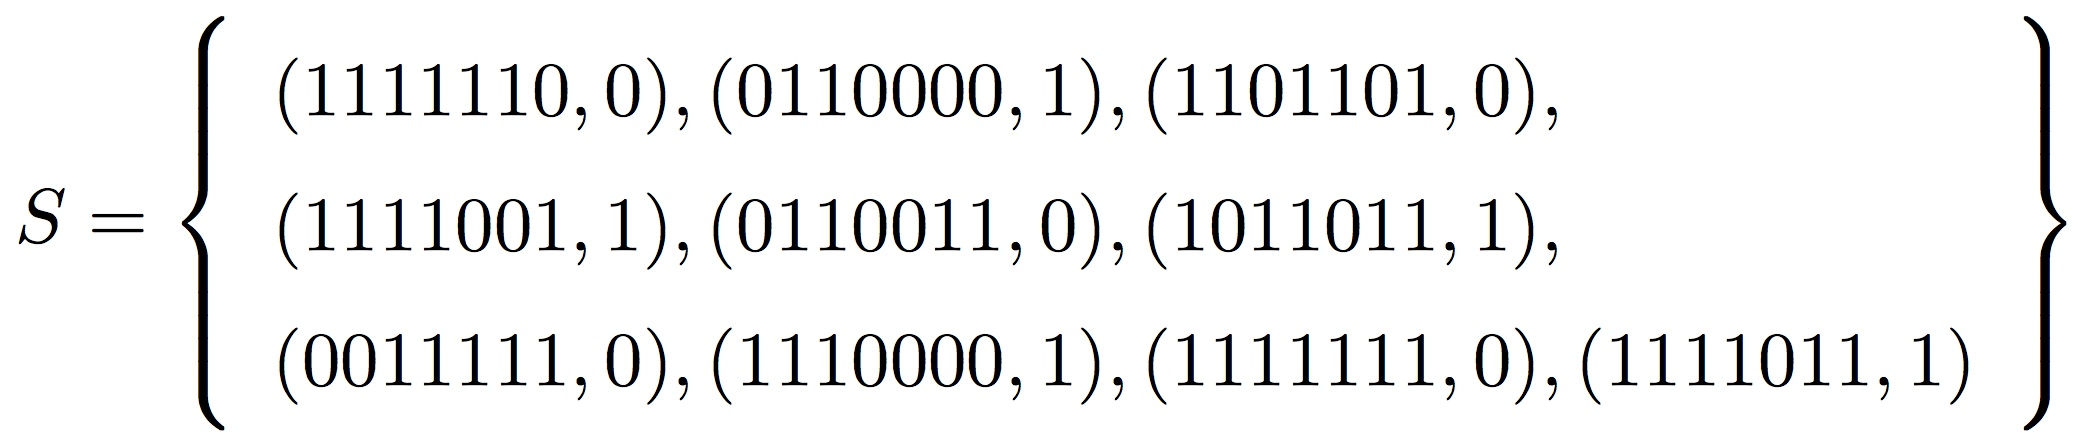 (1111110, 0), (0110000, 1), (1101101, 0),
S = { (1111001, 1), (0110011, 0), (1011011, 1), }
(0011111, 0), (1110000, 1), (1111111, 0), (1111011, 1)